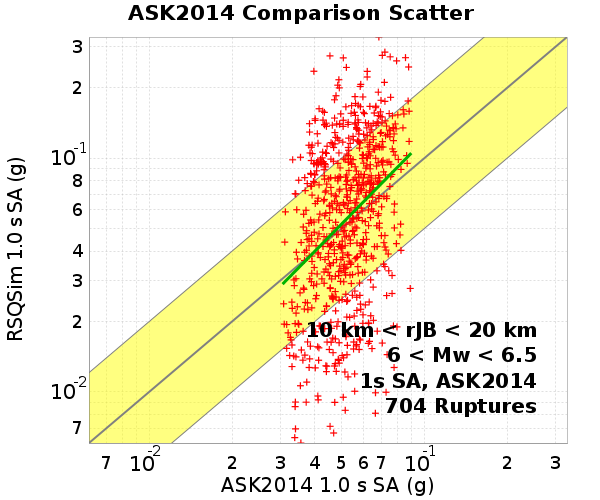 ASK2014 Comparison Scatter
RSQSim 1.0 s SA (g)
3
2
10-1
8
6
4
3
2
10-2
7
10 km < rJB < 20 km
6 < Mw < 6.5
1s SA, ASK2014
704 Ruptures
7 10-2 2 3 4 5 6 7 10-1 2 3
ASK2014 1.0 s SA (g)